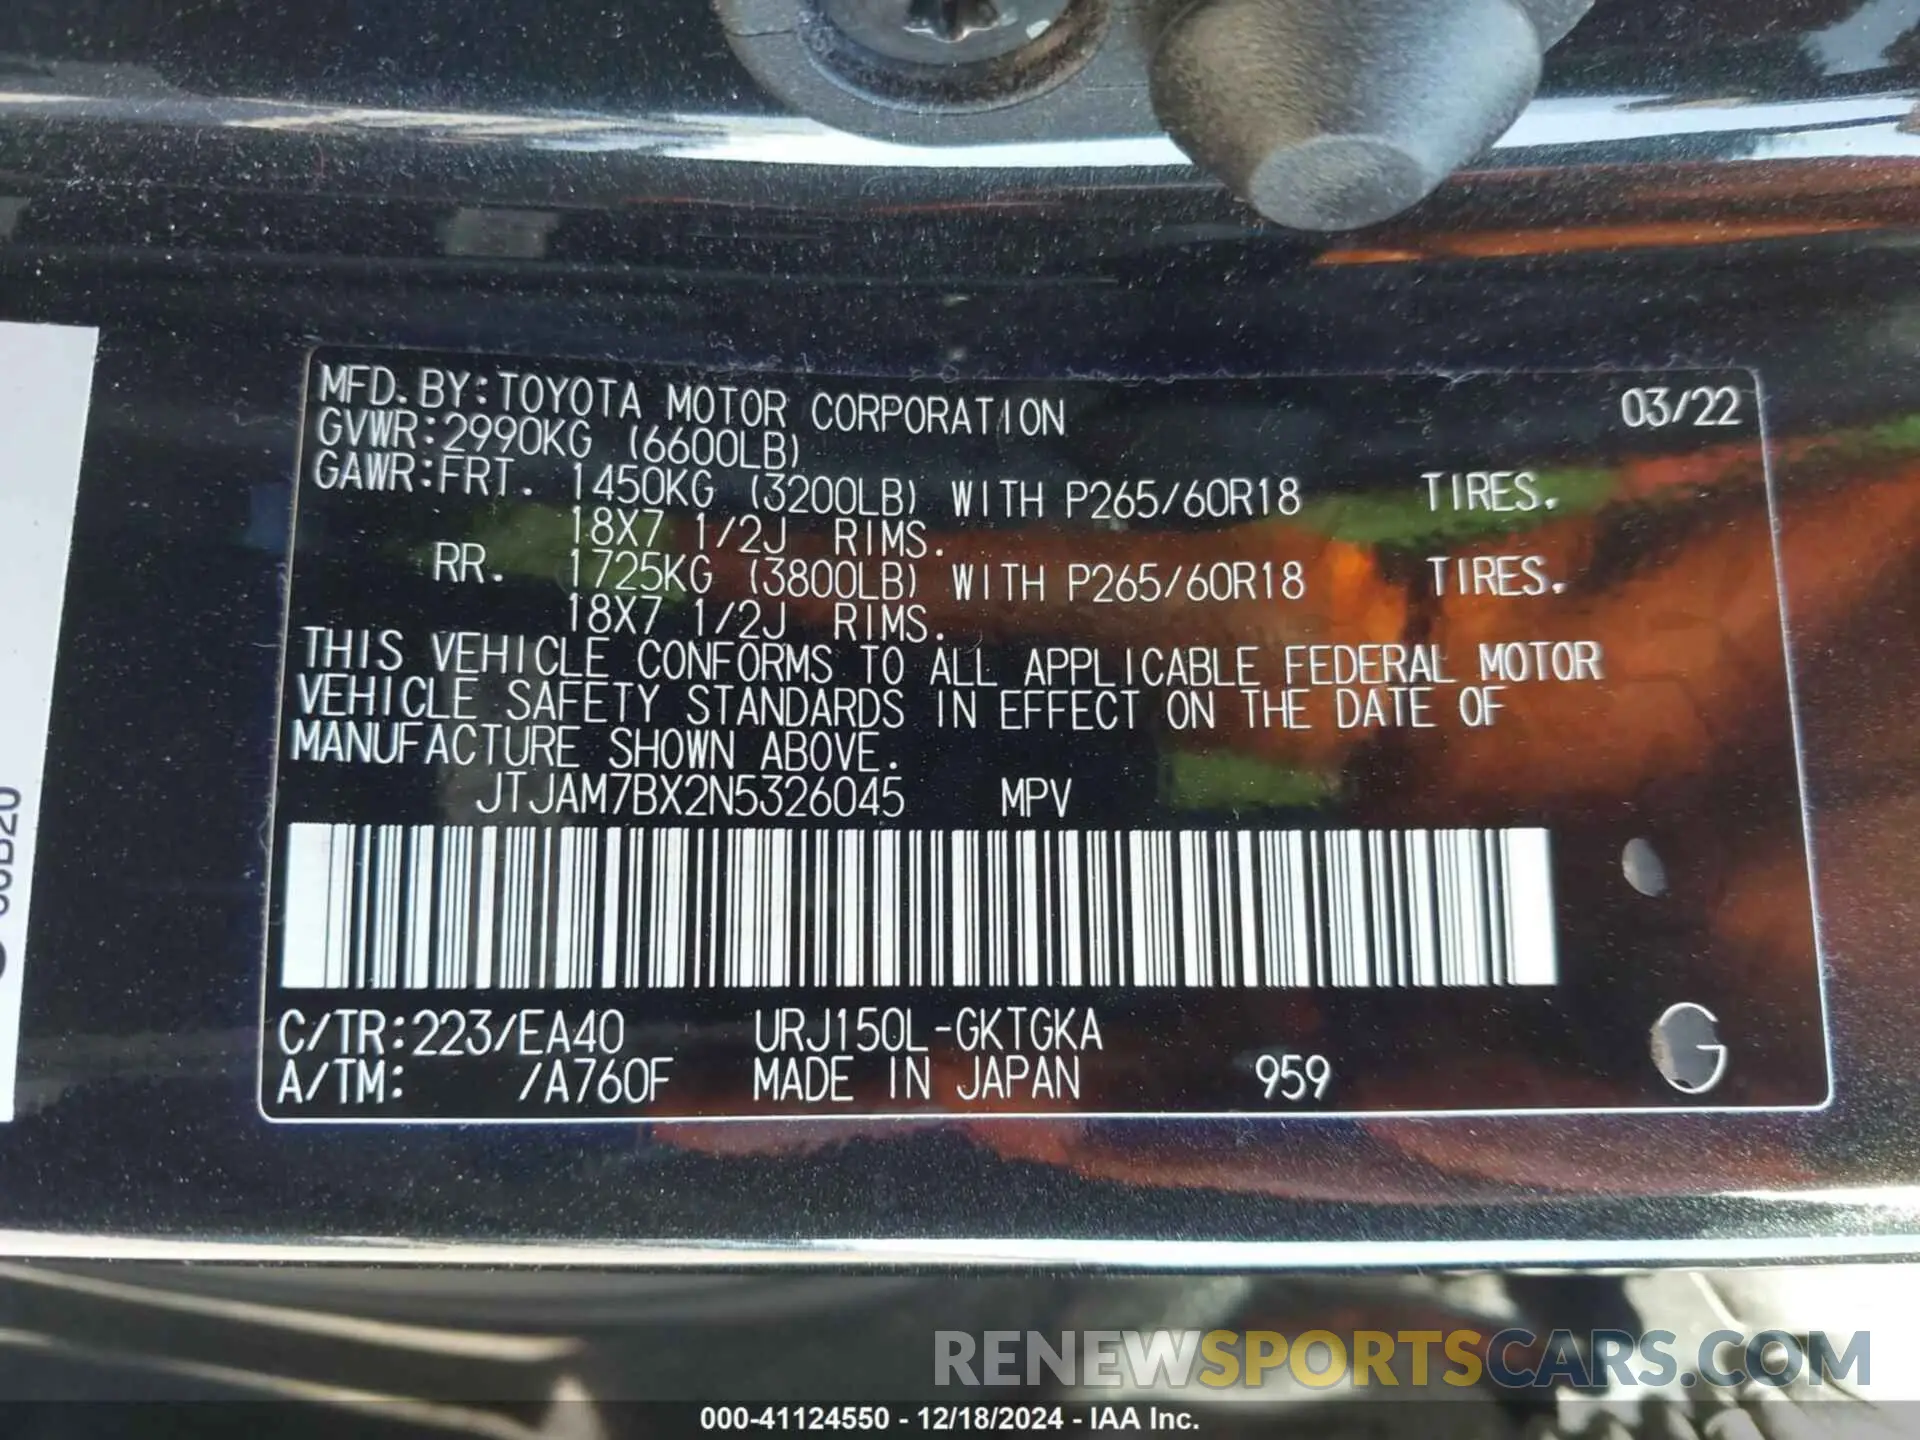 MFD. BY: TOYOTA MOTOR CORPORATION 03/22
GVWR: 2990KG (6600LB)
GAWR: FRT. 1450KG (3200LB) WITH P265/60R18 TIRES.
18X7 1/2J RIMS.
RR. 1725KG (3800LB) WITH P265/60R18 TIRES.
18X7 1/2J RIMS.
THIS VEHICLE CONFORMS TO ALL APPLICABLE FEDERAL MOTOR
VEHICLE SAFETY STANDARDS IN EFFECT ON THE DATE OF
MANUFACTURE SHOWN ABOVE.
JTJAM7BX2N5326045 MPV
C/TR: 223/EA40 URJ150L-GKTGKA
A/TM: /A760F MADE IN JAPAN 959 G
RENEWSPORTSCARS.COM
000-41124550 - 12/18/2024 - IAA Inc.